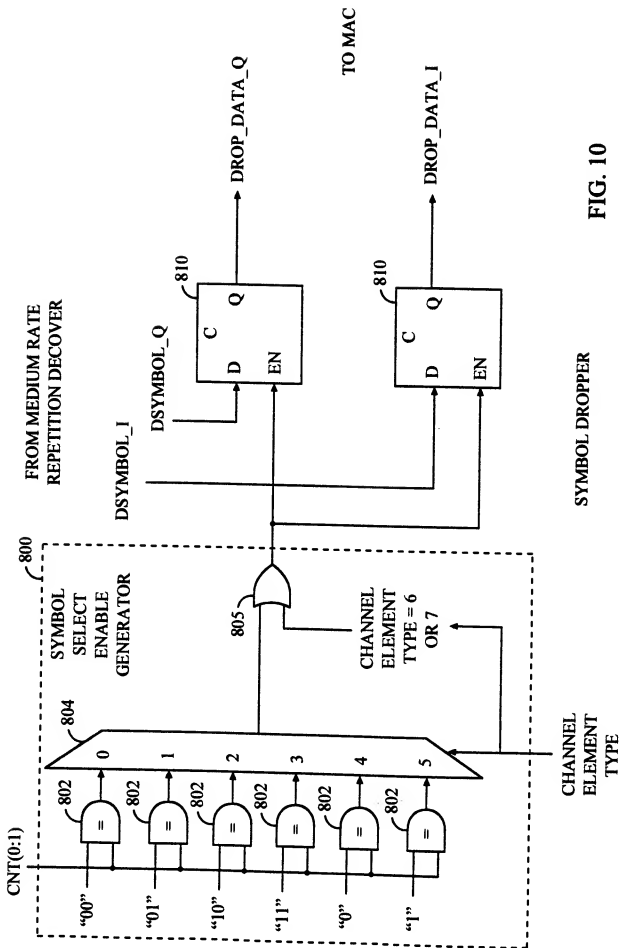 CNT(0:1)
"00"
"01"
"10"
"11"
"0"
"1"
802
802
802
802
802
802
=
=
=
=
=
=
804
0
1
2
3
4
5
SYMBOL
SELECT
ENABLE
GENERATOR
800
805
CHANNEL
ELEMENT
TYPE = 6
OR 7
CHANNEL
ELEMENT
TYPE
FROM MEDIUM RATE
REPETITION DECOVER
DSYMBOL_I
DSYMBOL_Q
810
C
D
Q
EN
DROP_DATA_Q
810
C
D
Q
EN
DROP_DATA_I
TO MAC
SYMBOL DROPPER
FIG. 10